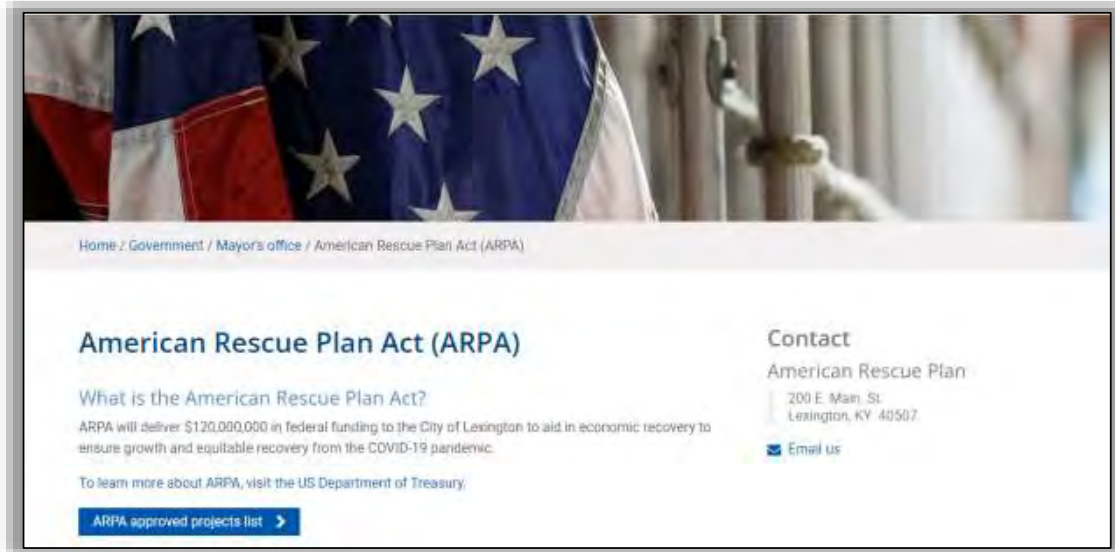 Home / Government / Mayor's office / American Rescue Plan Act (ARPA)
American Rescue Plan Act (ARPA)
What is the American Rescue Plan Act?
ARPA will deliver $120,000,000 in federal funding to the City of Lexington to aid in economic recovery to
ensure growth and equitable recovery from the COVID-19 pandemic.
To learn more about ARPA, visit the US Department of Treasury.
ARPA approved projects list
Contact
American Rescue Plan
200 E. Main St.
Lexington, KY 40507
Email us